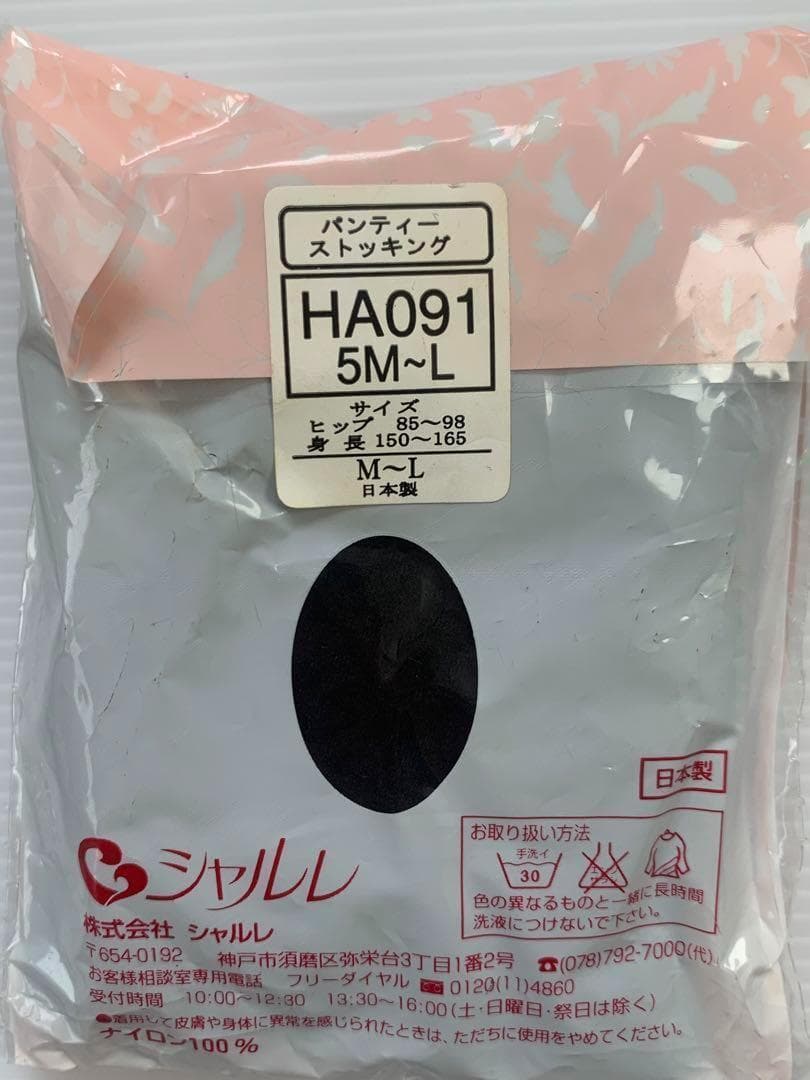 パンティー
ストッキング
HA091
5M~L
サイズ
ヒップ 85〜98
身長 150〜165
M〜L
日本製
日本製
お取り扱い方法
手洗イ
30
色の異なるものと一緒に長時間
洗液につけないで下さい。
シャルレ
株式会社 シャルレ
〒654-0192 神戸市須磨区弥栄台3丁目1番2号 ☎(078)792-7000(代)
お客様相談室専用電話 フリーダイヤル 0120(11)4860
受付時間 10:00~12:30 13:30~16:00(土・日曜日・祭日は除く)
●着用して皮膚や身体に異常を感じられたときは、ただちに使用をやめてください。
ナイロン100%